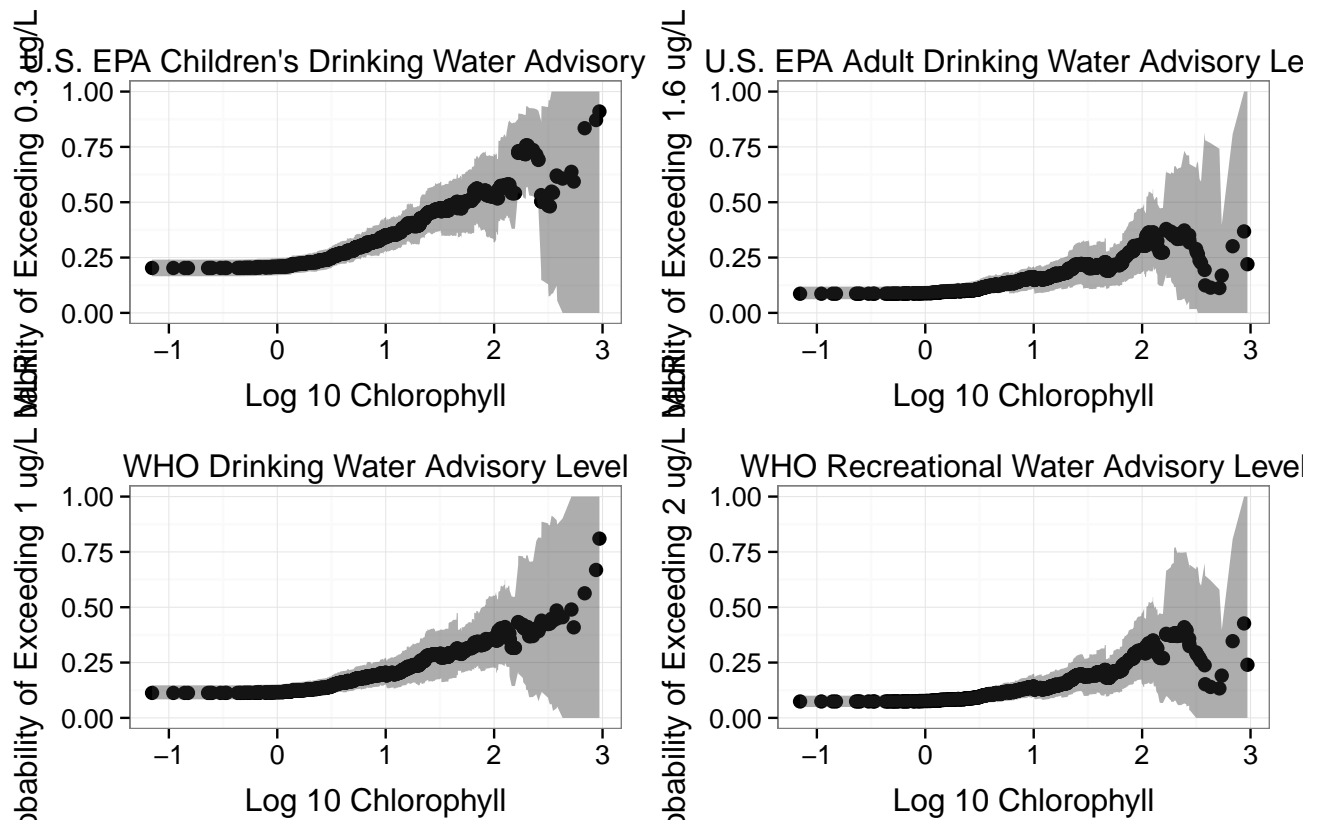 U.S. EPA Children's Drinking Water Advisory
U.S. EPA Adult Drinking Water Advisory Le
of Exceeding 0.3 ug/L
1.00
0.75
0.50
0.25
0.00
−1 0 1 2 3
Log 10 Chlorophyll
of Exceeding 1.6 ug/L
1.00
0.75
0.50
0.25
0.00
−1 0 1 2 3
Log 10 Chlorophyll
WHO Drinking Water Advisory Level
WHO Recreational Water Advisory Level
obability of Exceeding 1 ug/L
1.00
0.75
0.50
0.25
0.00
−1 0 1 2 3
Log 10 Chlorophyll
obability of Exceeding 2 ug/L
1.00
0.75
0.50
0.25
0.00
−1 0 1 2 3
Log 10 Chlorophyll